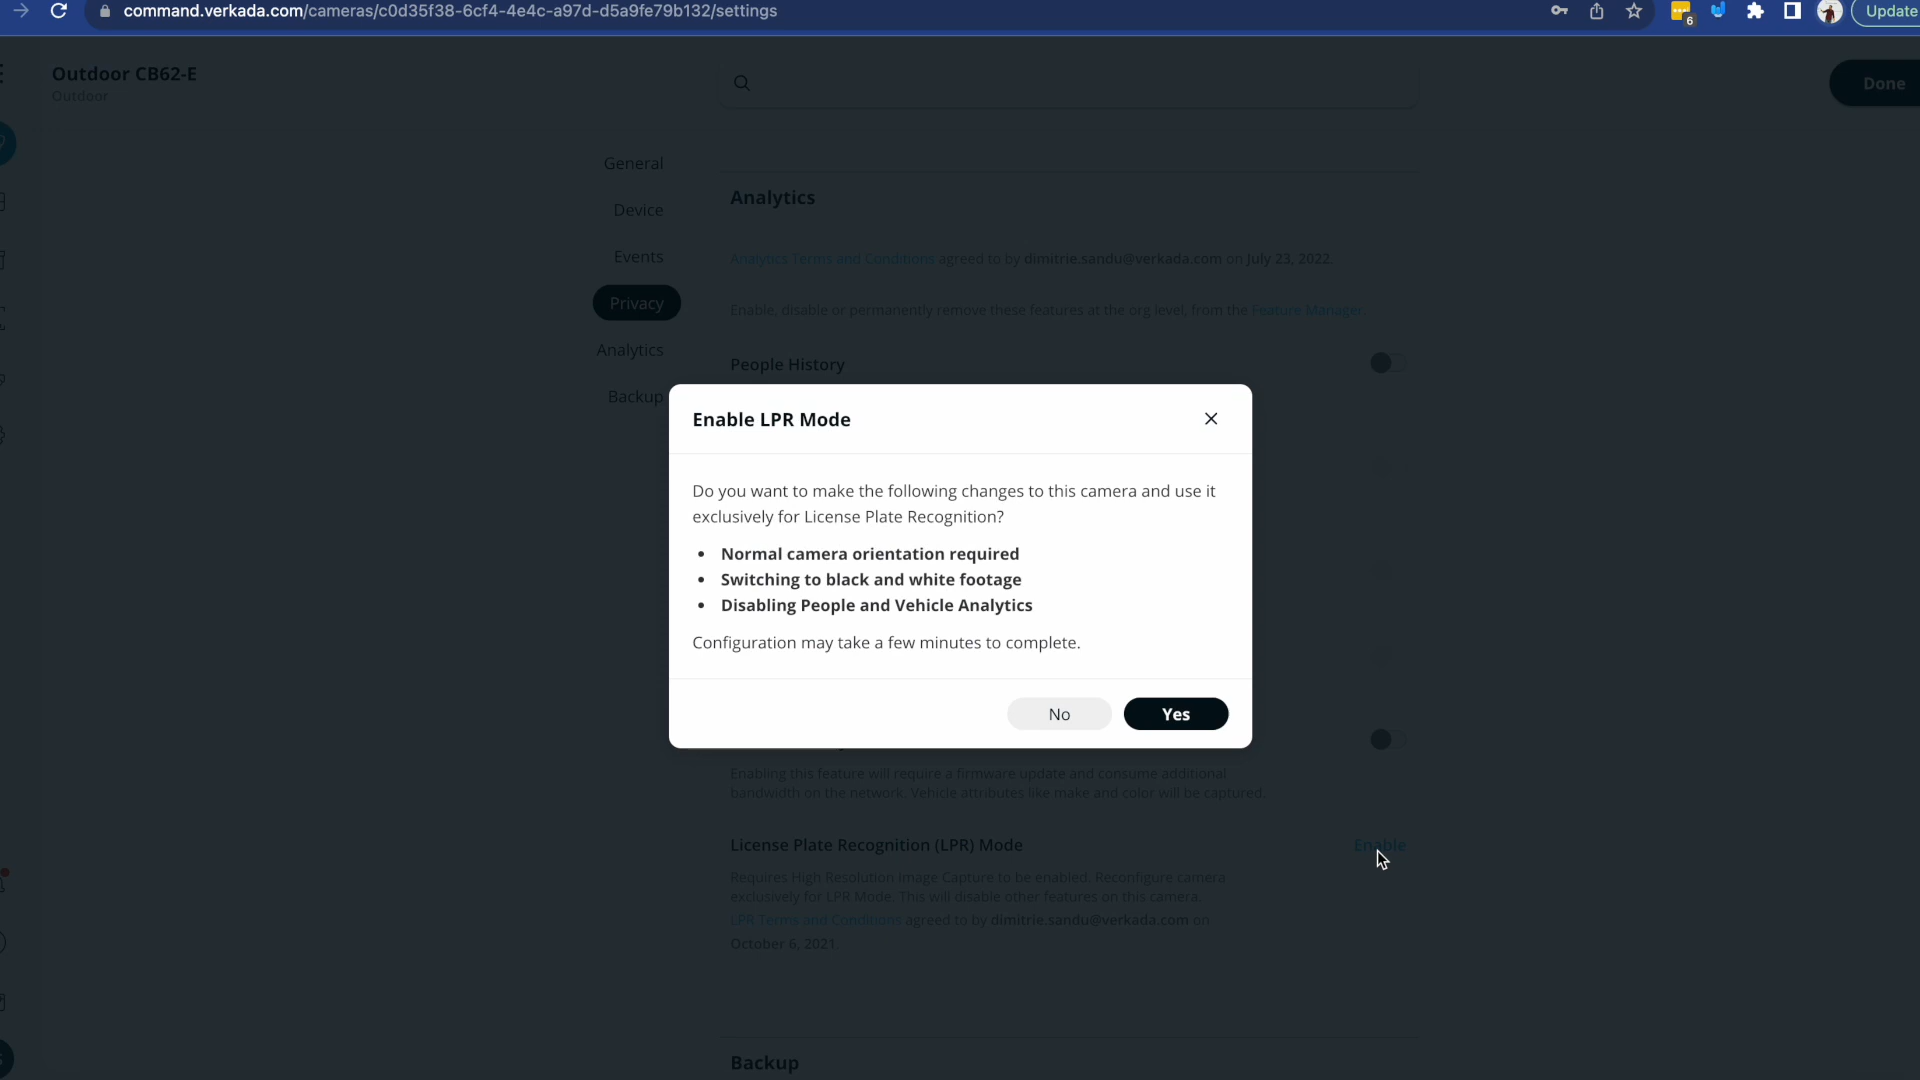 command.verkada.com/cameras/c0d35f38-6cf4-4e4c-a97d-d5a9fe79b132/settings
6
Update
Outdoor CB62-E
Outdoor
Done
General
Device
Events
Privacy
Analytics
Backup
Analytics
Analytics Terms and Conditions agreed to by dimitrie.sandu@verkada.com on July 23, 2022.
Enable, disable or permanently remove these features at the org level, from the Feature Manager.
People History
Enable LPR Mode
Do you want to make the following changes to this camera and use it
exclusively for License Plate Recognition?
• Normal camera orientation required
• Switching to black and white footage
• Disabling People and Vehicle Analytics
Configuration may take a few minutes to complete.
No
Yes
Enabling this feature will require a firmware update and consume additional
bandwidth on the network. Vehicle attributes like make and color will be captured.
License Plate Recognition (LPR) Mode
Enable
Requires High Resolution Image Capture to be enabled. Reconfigure camera
exclusively for LPR Mode. This will disable other features on this camera.
LPR Terms and Conditions agreed to by dimitrie.sandu@verkada.com on
October 6, 2021.
Backup